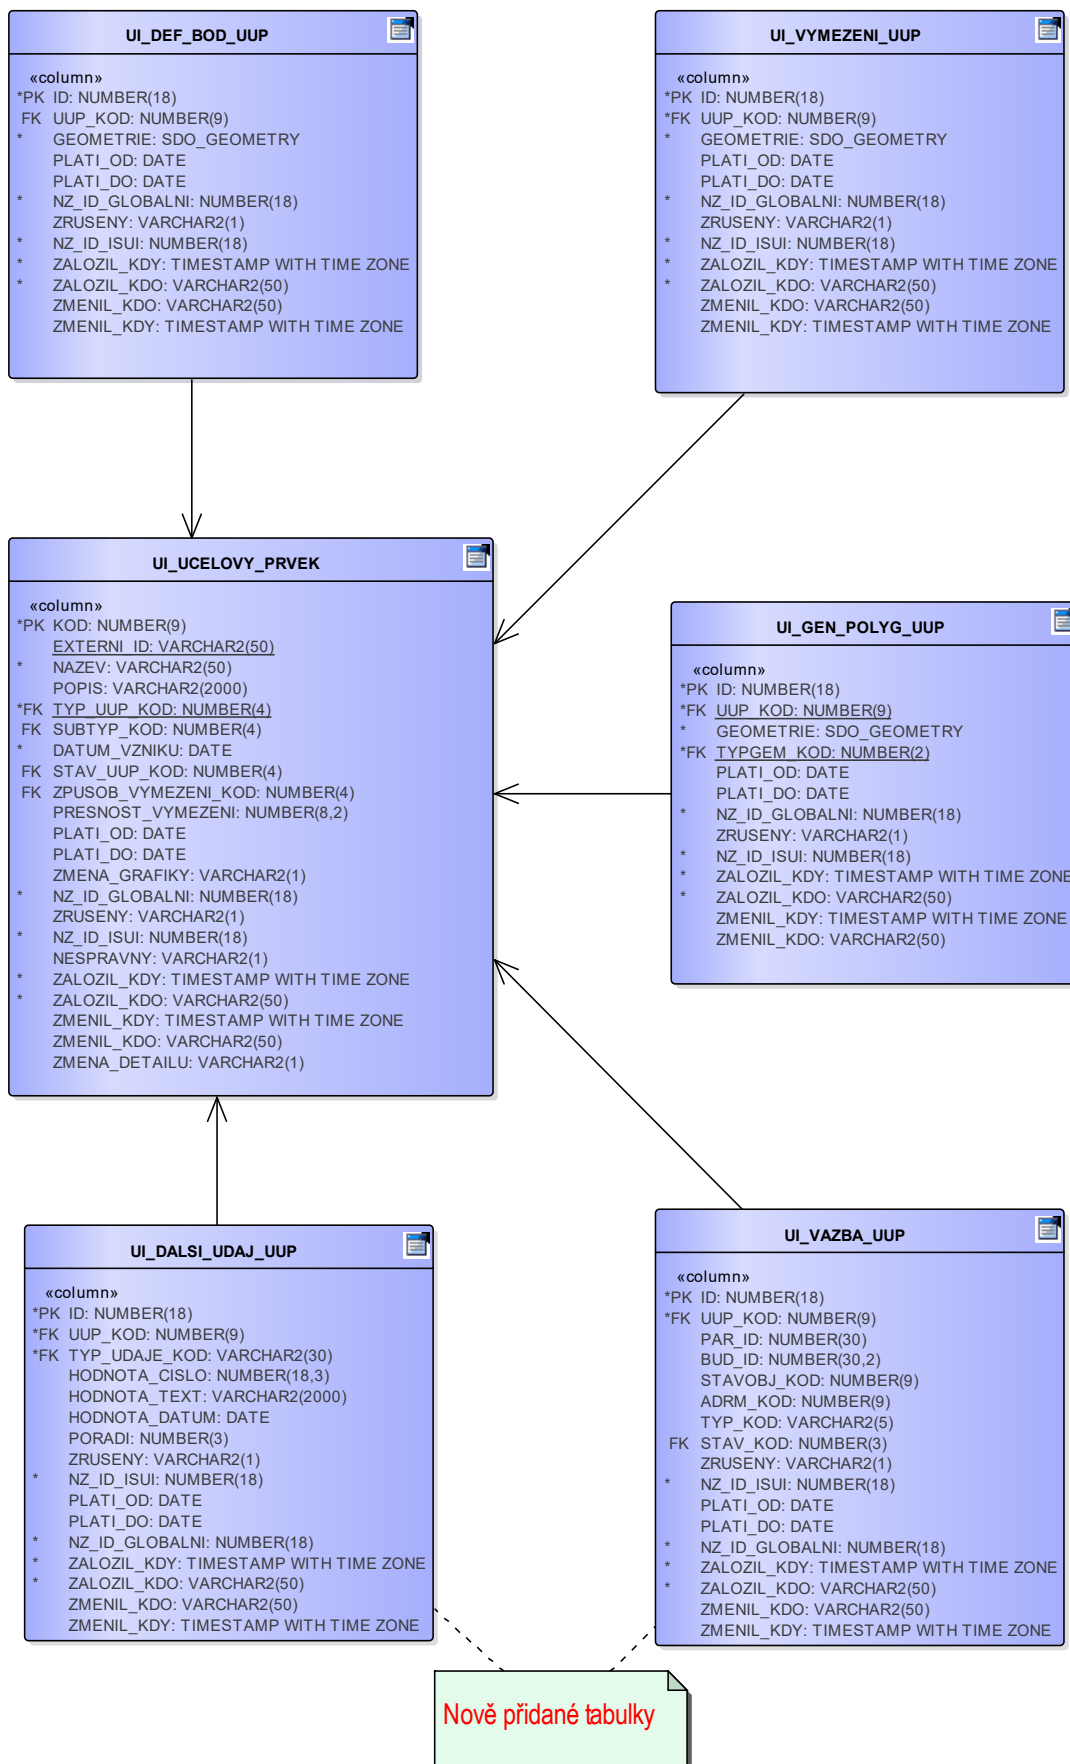 UI_DEF_BOD_UUP
«column»
*PK ID: NUMBER(18)
FK UUP_KOD: NUMBER(9)
* GEOMETRIE: SDO_GEOMETRY
PLATI_OD: DATE
PLATI_DO: DATE
* NZ_ID_GLOBALNI: NUMBER(18)
ZRUSENY: VARCHAR2(1)
* NZ_ID_ISUI: NUMBER(18)
* ZALOZIL_KDY: TIMESTAMP WITH TIME ZONE
* ZALOZIL_KDO: VARCHAR2(50)
ZMENIL_KDO: VARCHAR2(50)
ZMENIL_KDY: TIMESTAMP WITH TIME ZONE
UI_VYMEZENI_UUP
«column»
*PK ID: NUMBER(18)
*FK UUP_KOD: NUMBER(9)
* GEOMETRIE: SDO_GEOMETRY
PLATI_OD: DATE
PLATI_DO: DATE
* NZ_ID_GLOBALNI: NUMBER(18)
ZRUSENY: VARCHAR2(1)
* NZ_ID_ISUI: NUMBER(18)
* ZALOZIL_KDY: TIMESTAMP WITH TIME ZONE
* ZALOZIL_KDO: VARCHAR2(50)
ZMENIL_KDO: VARCHAR2(50)
ZMENIL_KDY: TIMESTAMP WITH TIME ZONE
UI_UCELOVY_PRVEK
«column»
*PK KOD: NUMBER(9)
EXTERNI_ID: VARCHAR2(50)
* NAZEV: VARCHAR2(50)
POPIS: VARCHAR2(2000)
*FK TYP_UUP_KOD: NUMBER(4)
FK SUBTYP_KOD: NUMBER(4)
* DATUM_VZNIKU: DATE
FK STAV_UUP_KOD: NUMBER(4)
FK ZPUSOB_VYMEZENI_KOD: NUMBER(4)
PRESNOST_VYMEZENI: NUMBER(8,2)
PLATI_OD: DATE
PLATI_DO: DATE
ZMENA_GRAFIKY: VARCHAR2(1)
* NZ_ID_GLOBALNI: NUMBER(18)
ZRUSENY: VARCHAR2(1)
* NZ_ID_ISUI: NUMBER(18)
NESPRAVNY: VARCHAR2(1)
* ZALOZIL_KDY: TIMESTAMP WITH TIME ZONE
* ZALOZIL_KDO: VARCHAR2(50)
ZMENIL_KDY: TIMESTAMP WITH TIME ZONE
ZMENIL_KDO: VARCHAR2(50)
ZMENA_DETAILU: VARCHAR2(1)
UI_GEN_POLYG_UUP
«column»
*PK ID: NUMBER(18)
*FK UUP_KOD: NUMBER(9)
* GEOMETRIE: SDO_GEOMETRY
*FK TYPGEM_KOD: NUMBER(2)
PLATI_OD: DATE
PLATI_DO: DATE
* NZ_ID_GLOBALNI: NUMBER(18)
ZRUSENY: VARCHAR2(1)
* NZ_ID_ISUI: NUMBER(18)
* ZALOZIL_KDY: TIMESTAMP WITH TIME ZONE
* ZALOZIL_KDO: VARCHAR2(50)
ZMENIL_KDY: TIMESTAMP WITH TIME ZONE
ZMENIL_KDO: VARCHAR2(50)
UI_DALSI_UDAJ_UUP
«column»
*PK ID: NUMBER(18)
*FK UUP_KOD: NUMBER(9)
*FK TYP_UDAJE_KOD: VARCHAR2(30)
HODNOTA_CISLO: NUMBER(18,3)
HODNOTA_TEXT: VARCHAR2(2000)
HODNOTA_DATUM: DATE
PORADI: NUMBER(3)
ZRUSENY: VARCHAR2(1)
* NZ_ID_ISUI: NUMBER(18)
PLATI_OD: DATE
PLATI_DO: DATE
* NZ_ID_GLOBALNI: NUMBER(18)
* ZALOZIL_KDY: TIMESTAMP WITH TIME ZONE
* ZALOZIL_KDO: VARCHAR2(50)
ZMENIL_KDO: VARCHAR2(50)
ZMENIL_KDY: TIMESTAMP WITH TIME ZONE
UI_VAZBA_UUP
«column»
*PK ID: NUMBER(18)
*FK UUP_KOD: NUMBER(9)
PAR_ID: NUMBER(30)
BUD_ID: NUMBER(30,2)
STAVOBJ_KOD: NUMBER(9)
ADRM_KOD: NUMBER(9)
TYP_KOD: VARCHAR2(5)
FK STAV_KOD: NUMBER(3)
ZRUSENY: VARCHAR2(1)
* NZ_ID_ISUI: NUMBER(18)
PLATI_OD: DATE
PLATI_DO: DATE
* NZ_ID_GLOBALNI: NUMBER(18)
* ZALOZIL_KDY: TIMESTAMP WITH TIME ZONE
* ZALOZIL_KDO: VARCHAR2(50)
ZMENIL_KDO: VARCHAR2(50)
ZMENIL_KDY: TIMESTAMP WITH TIME ZONE
Nově přidané tabulky